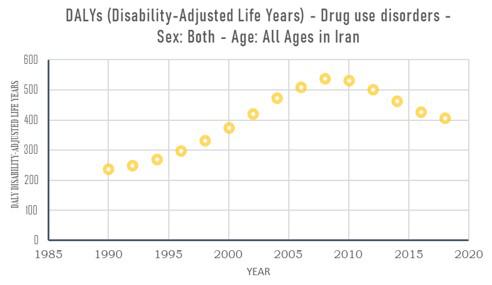 DALYs (Disability-Adjusted Life Years) - Drug use disorders -
Sex: Both - Age: All Ages in Iran
600
500
400
300
200
100
0
DALY DISABILITY-ADJUSTED LIFE YEARS
1985 1990 1995 2000 2005 2010 2015 2020
YEAR